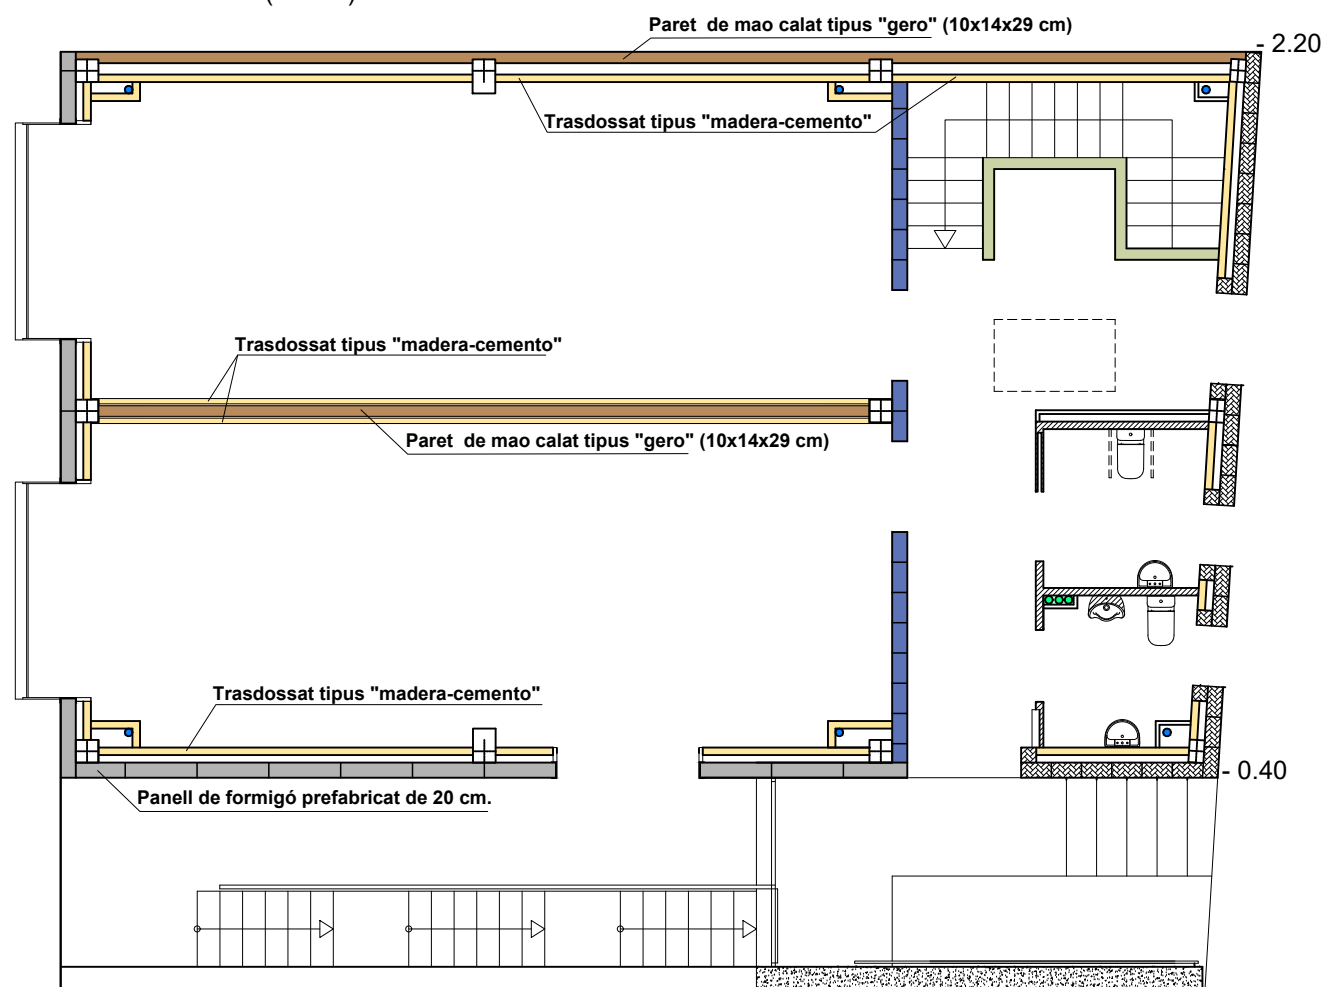 Paret de mao calat tipus "gero" (10x14x29 cm)
- 2.20
Trasdossat tipus "madera-cemento"
Trasdossat tipus "madera-cemento"
Paret de mao calat tipus "gero" (10x14x29 cm)
Trasdossat tipus "madera-cemento"
- 0.40
Panell de formigó prefabricat de 20 cm.